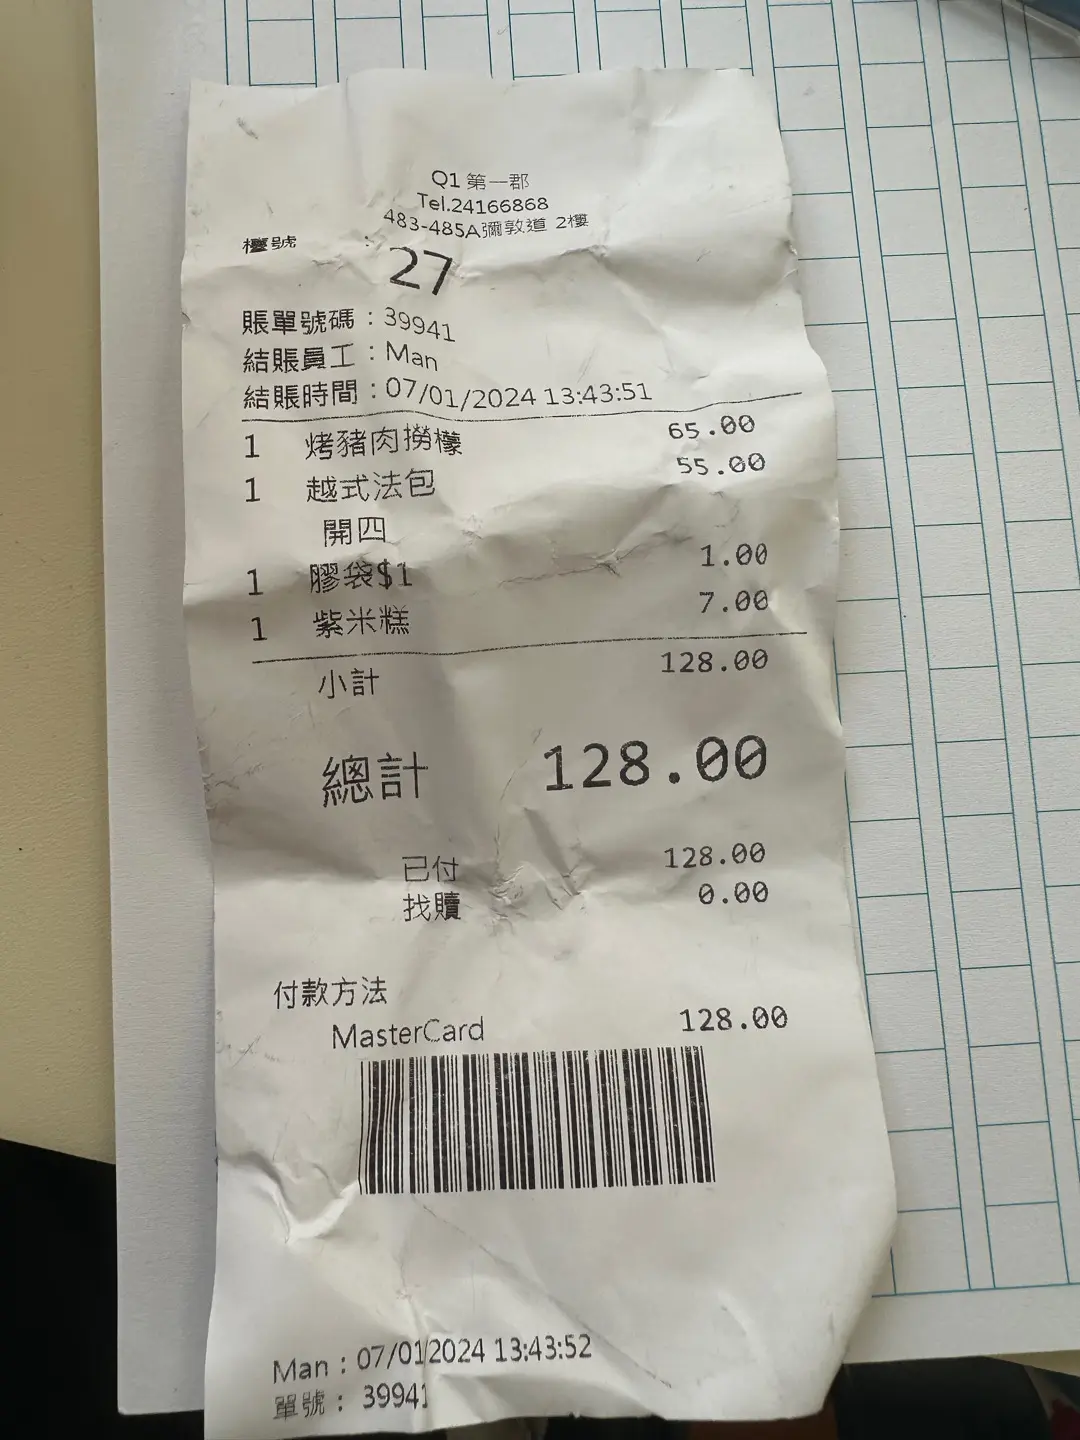 Q1 第一郡
Tel.24166868
483-485A彌敦道 2樓
檯號 :
27
賬單號碼 : 39941
結賬員工 : Man
結賬時間 : 07/01/2024 13:43:51
1 烤豬肉撈檬 65.00
1 越式法包 55.00
開四
1 膠袋$1 1.00
1 紫米糕 7.00
小計 128.00
總計 128.00
已付 128.00
找贖 0.00
付款方法
MasterCard 128.00
Man : 07/01/2024 13:43:52
單號 : 39941